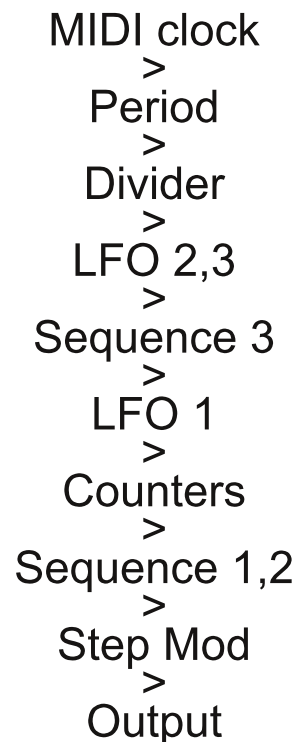 MIDI clock
>
Period
>
Divider
>
LFO 2,3
>
Sequence 3
>
LFO 1
>
Counters
>
Sequence 1,2
>
Step Mod
>
Output